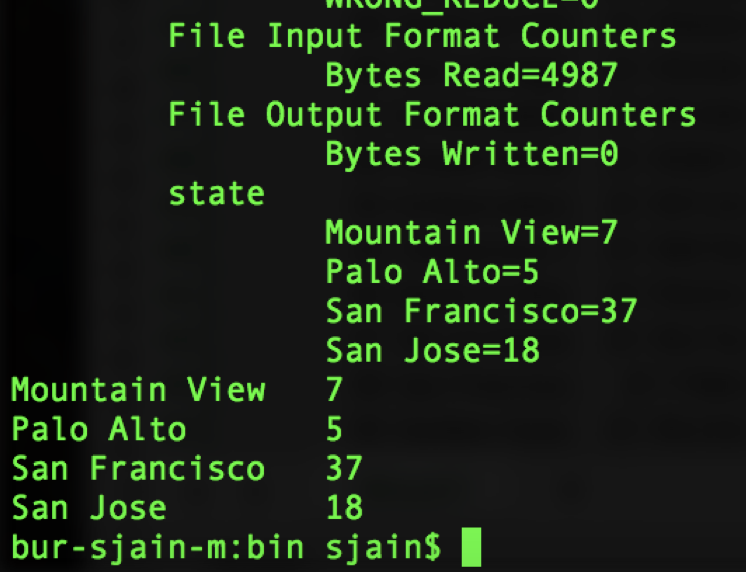 WRONG_REDUCE=0
File Input Format Counters
Bytes Read=4987
File Output Format Counters
Bytes Written=0
state
Mountain View=7
Palo Alto=5
San Francisco=37
San Jose=18
Mountain View 7
Palo Alto 5
San Francisco 37
San Jose 18
bur-sjain-m:bin sjain$